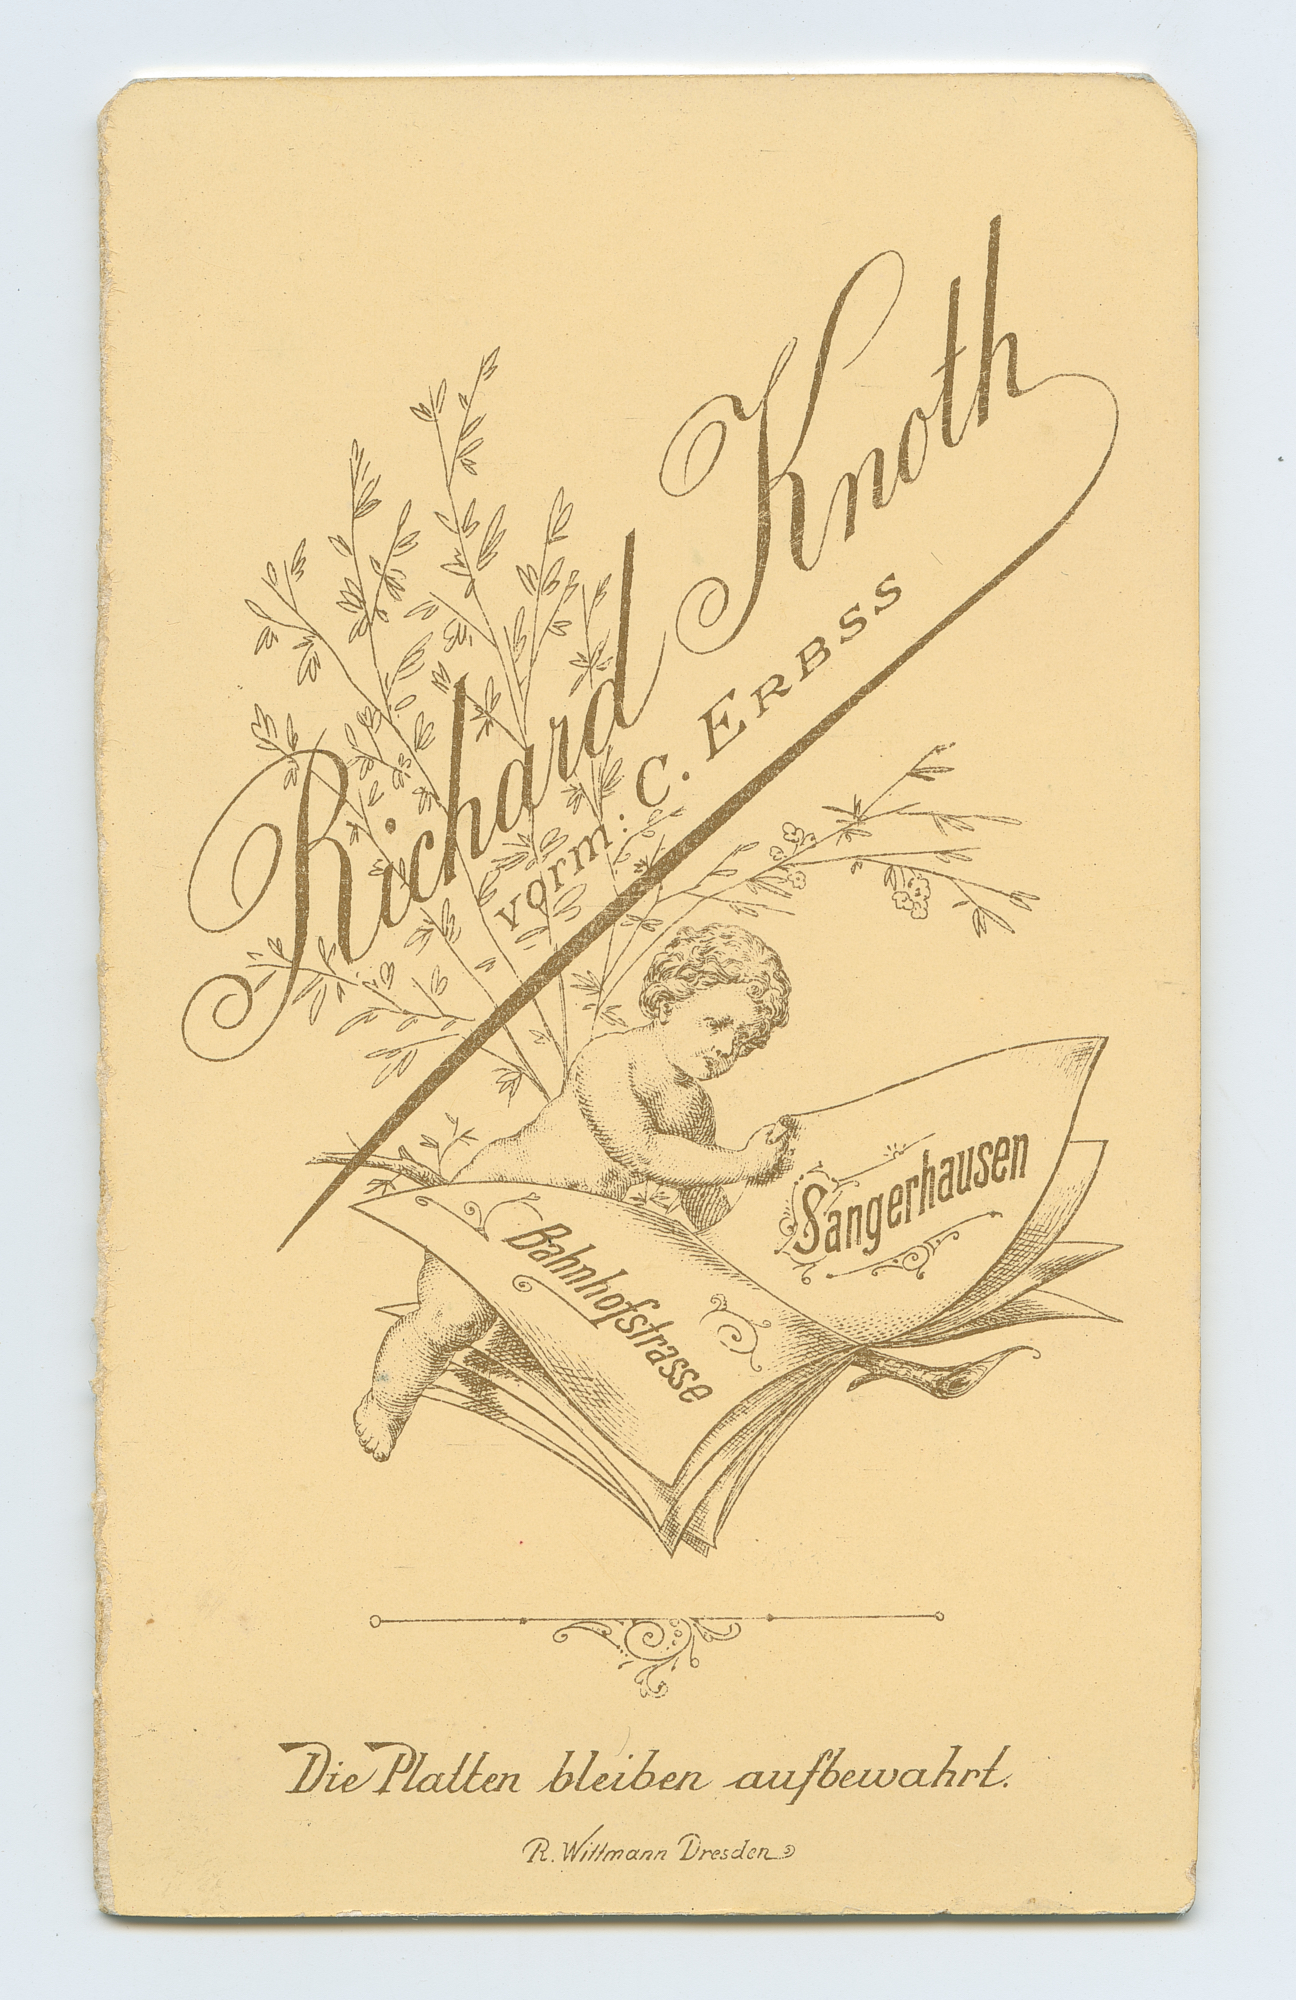 Richard Knoth
vorm: C. ERBSS
Sangerhausen
Bahnhofstrasse
Die Platten bleiben aufbewahrt.
R. Wittmann Dresden